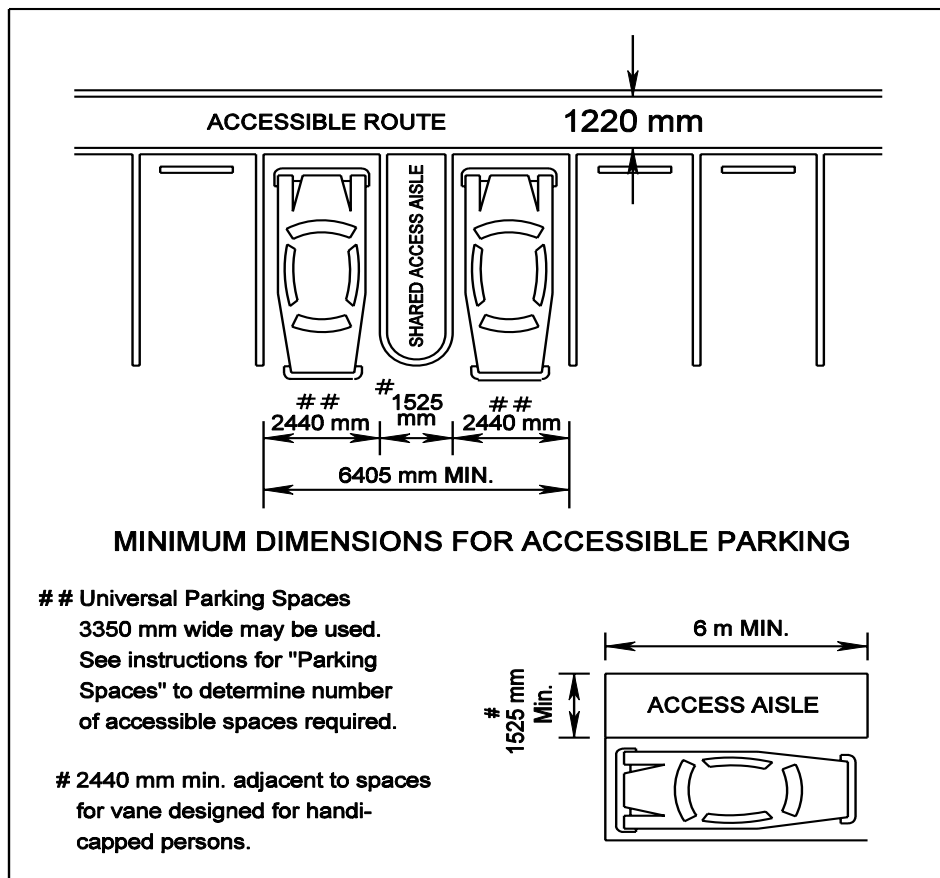 ACCESSIBLE ROUTE
1220 mm
SHARED ACCESS AISLE
# #
2440 mm
#
1525
mm
# #
2440 mm
6405 mm MIN.
MINIMUM DIMENSIONS FOR ACCESSIBLE PARKING
# # Universal Parking Spaces
3350 mm wide may be used.
See instructions for "Parking
Spaces" to determine number
of accessible spaces required.
# 2440 mm min. adjacent to spaces
for vane designed for handi-
capped persons.
6 m MIN.
#
1525 mm
Min.
ACCESS AISLE